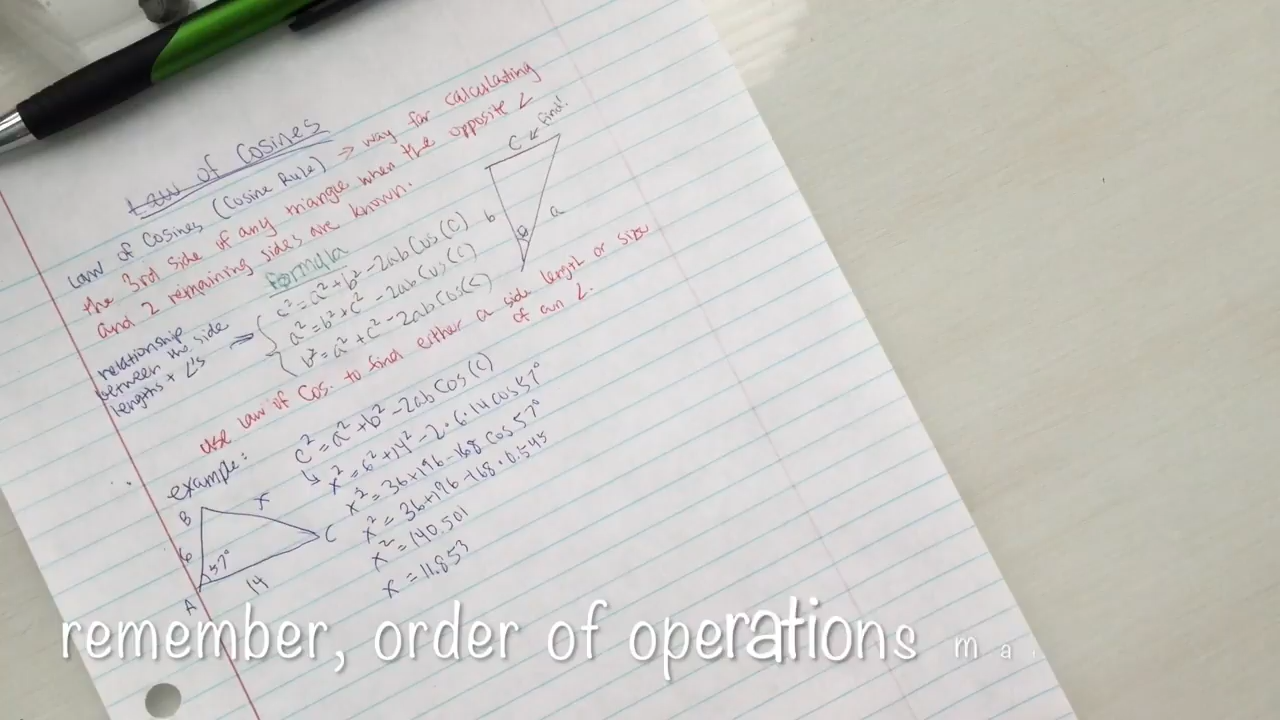 Law of Cosines
Law of Cosines (Cosine Rule) → way for calculasting
the 3rd side of any triangle when the opposite ∠
and 2 remaining sides are known.
C ← find!
b
a
Formula
c² = a² + b² - 2ab Cos(C)
a² = b² + c² - 2ab Cos(C)
b² = a² + c² - 2ab Cos(C)
relationship
between the side
lengths + ∠'s
use Law of Cos. to find either a side length or size
of an ∠.
example:
B
x
C
6
57°
A
14
c² = a² + b² - 2ab Cos(C)
x² = 6² + 14² - 2·6·14 cos 57°
x² = 36 + 196 - 168 cos 57°
x² = 36 + 196 - 168 · 0.545
x² = 140.501
x = 11.853
remember, order of operations ma